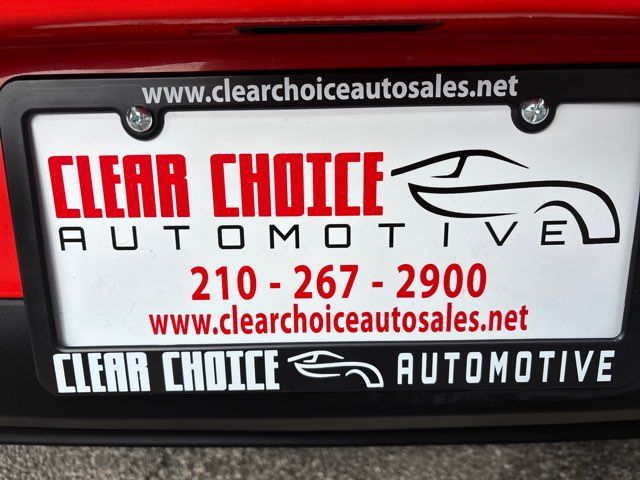 www.clearchoiceautosales.net
CLEAR CHOICE
AUTOMOTIVE
210 - 267 - 2900
www.clearchoiceautosales.net
CLEAR CHOICE AUTOMOTIVE